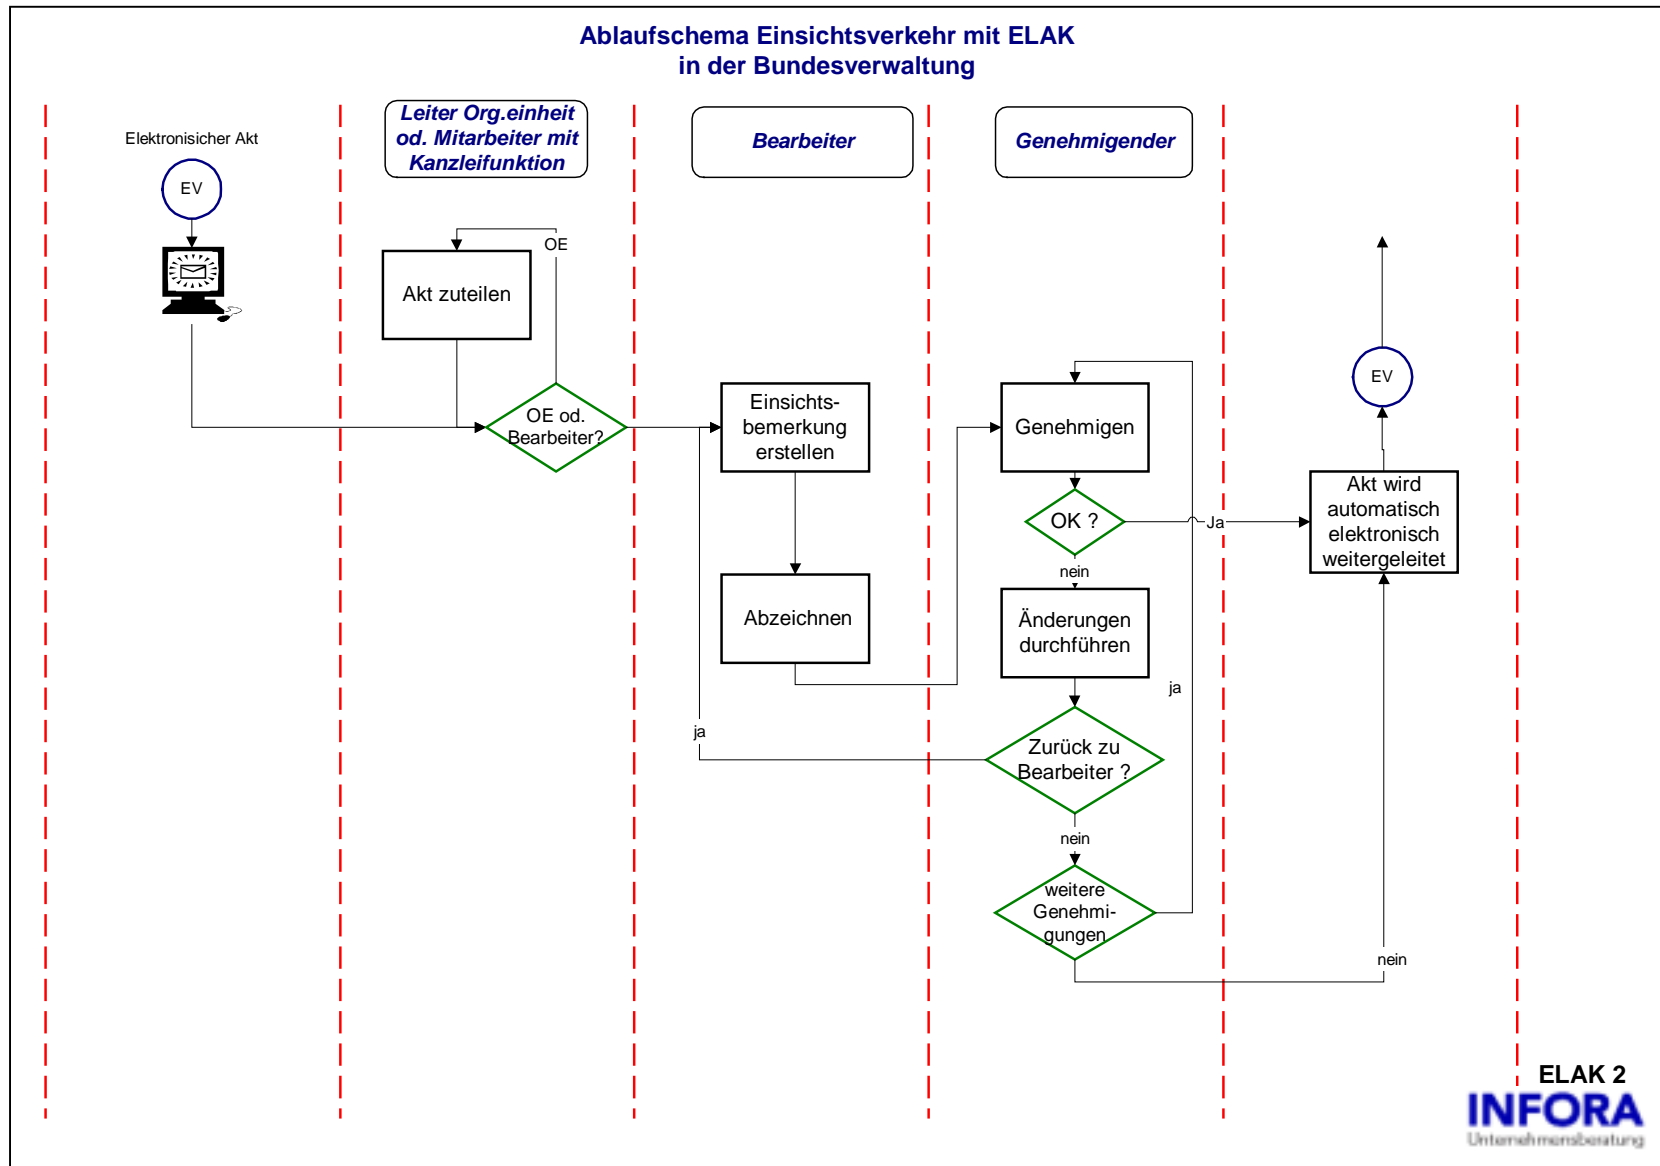 Ablaufschema Einsichtsverkehr mit ELAK
in der Bundesverwaltung
Leiter Org.einheit
od. Mitarbeiter mit
Kanzleifunktion
Bearbeiter
Genehmigender
Elektronisicher Akt
EV
OE
Akt zuteilen
OE od.
Bearbeiter?
Einsichts-
bemerkung
erstellen
Abzeichnen
ja
Genehmigen
OK ?
Ja
nein
Änderungen
durchführen
ja
Zurück zu
Bearbeiter ?
nein
weitere
Genehmi-
gungen
nein
EV
Akt wird
automatisch
elektronisch
weitergeleitet
ELAK 2
INFORA
Unternehmensberatung